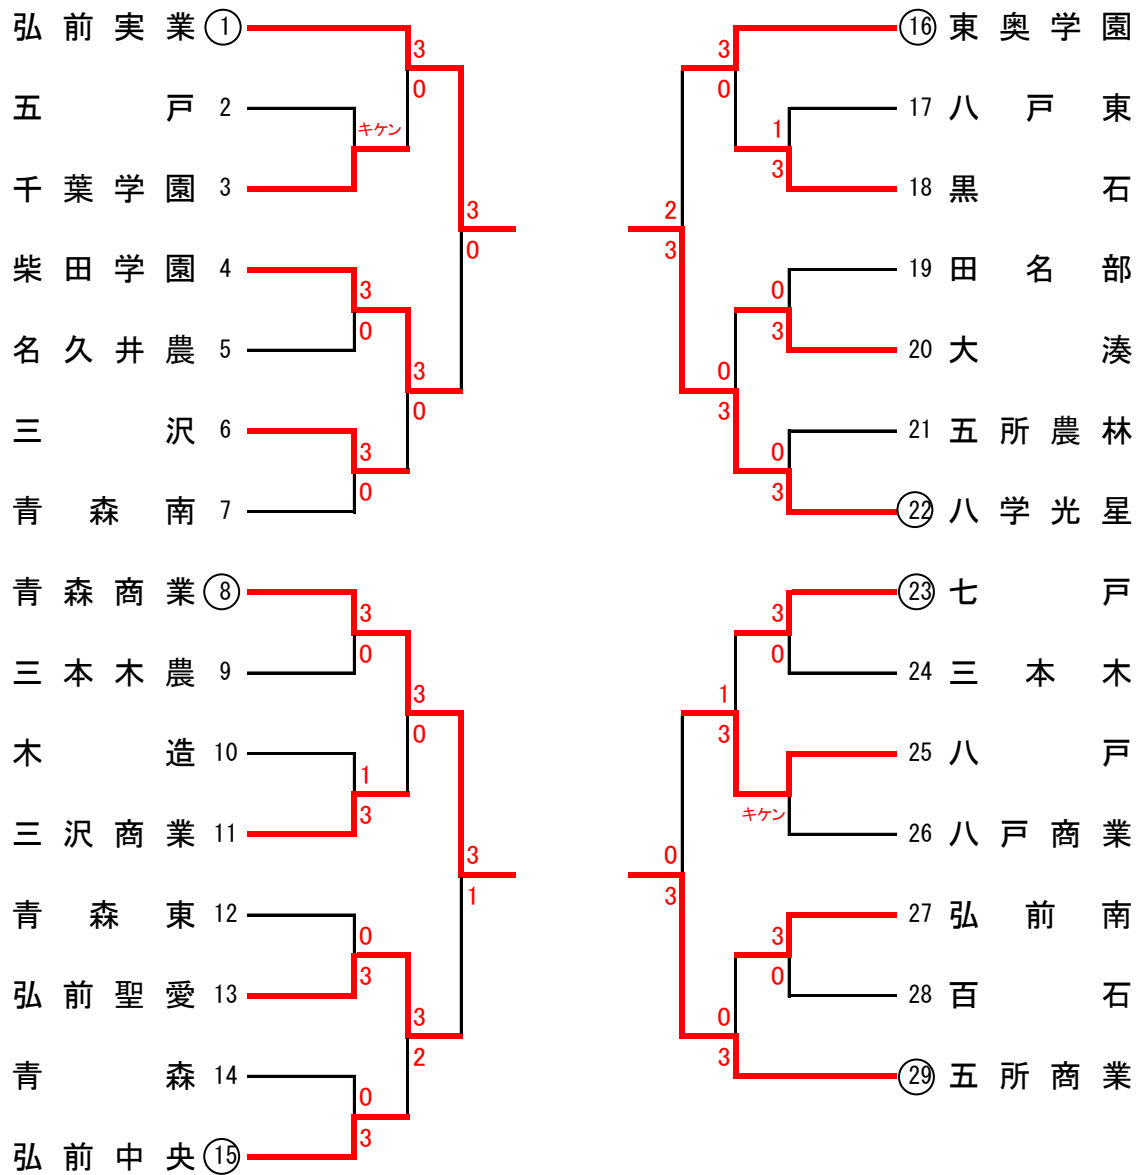 弘前実業 ①
3
0
五戸 2
キケン
千葉学園 3
3
0
柴田学園 4
3
0
名久井農 5
3
0
三沢 6
3
0
青森南 7
青森商業 ⑧
3
0
三本木農 9
3
0
木造 10
1
3
三沢商業 11
3
1
青森東 12
0
3
弘前聖愛 13
3
2
青森 14
0
3
弘前中央 ⑮
⑯ 東奥学園
3
0
17 八戸東
1
3
18 黒石
2
3
19 田名部
0
3
20 大湊
0
3
21 五所農林
0
3
㉒ 八学光星
㉓ 七戸
3
0
24 三本木
1
3
25 八戸
キケン
26 八戸商業
0
3
27 弘前南
3
0
28 百石
0
3
㉙ 五所商業